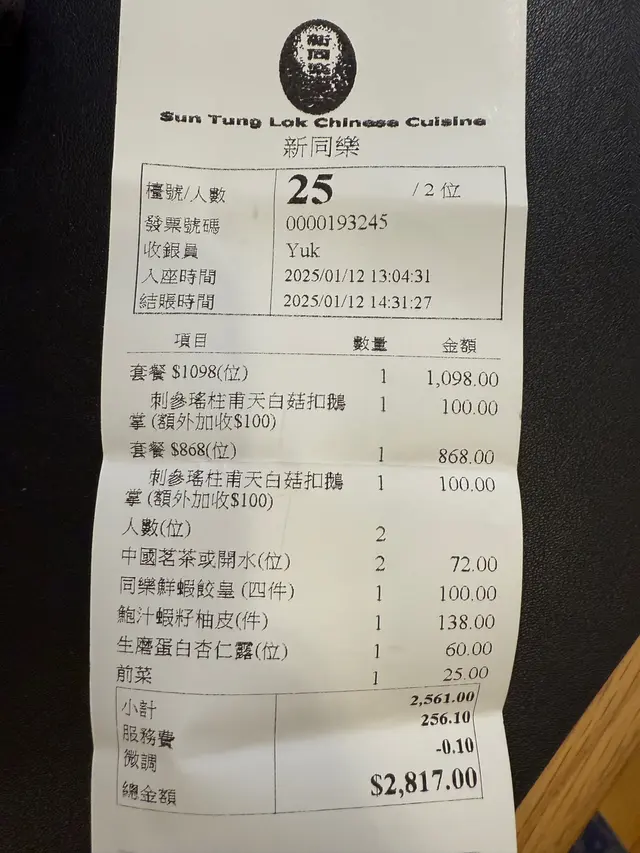 新同樂
Sun Tung Lok Chinese Cuisine
新同樂
檯號/人數 25 /2 位
發票號碼 0000193245
收銀員 Yuk
入座時間 2025/01/12 13:04:31
結賬時間 2025/01/12 14:31:27
項目 數量 金額
套餐 $1098(位) 1 1,098.00
刺參瑤柱甫天白菇扣鵝 1 100.00
掌 (額外加收$100)
套餐 $868(位) 1 868.00
刺參瑤柱甫天白菇扣鵝 1 100.00
掌 (額外加收$100)
人數(位) 2
中國茗茶或開水(位) 2 72.00
同樂鮮蝦餃皇 (四件) 1 100.00
鮑汁蝦籽柚皮(件) 1 138.00
生磨蛋白杏仁露(位) 1 60.00
前菜 1 25.00
小計 2,561.00
服務費 256.10
微調 -0.10
總金額 $2,817.00